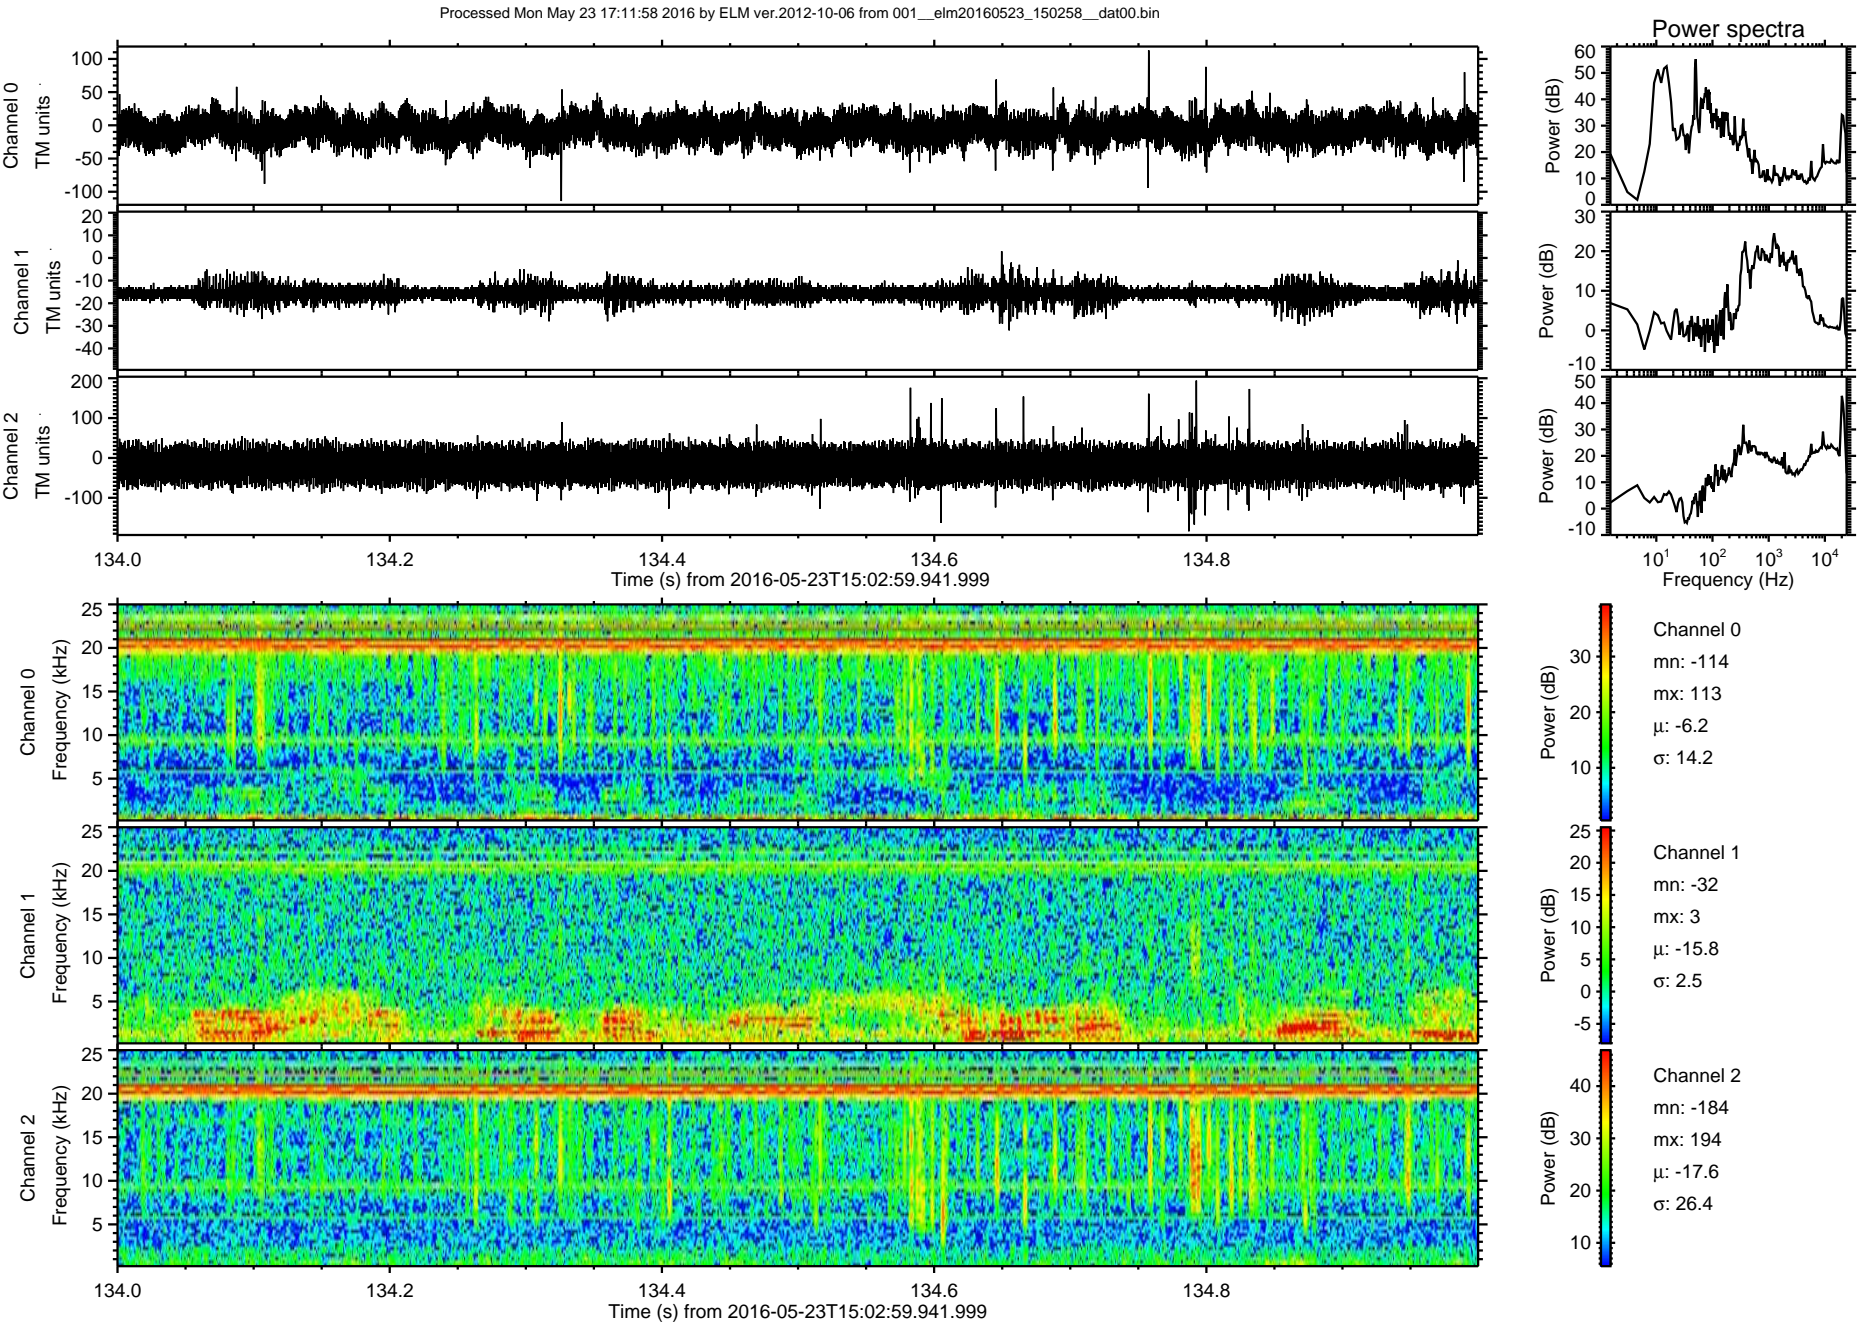 Processed Mon May 23 17:11:58 2016 by ELM ver.2012-10-06 from 001__elm20160523_150258__dat00.bin
Power spectra
Channel 0
TM units
100
50
0
-50
-100
Power (dB)
60
50
40
30
20
10
0
Channel 1
TM units
20
10
0
-10
-20
-30
-40
Power (dB)
30
20
10
0
-10
Channel 2
TM units
200
100
0
-100
Power (dB)
50
40
30
20
10
0
-10
134.0 134.2 134.4 134.6 134.8
Time (s) from 2016-05-23T15:02:59.941.999
10¹ 10² 10³ 10⁴
Frequency (Hz)
Channel 0
Frequency (kHz)
25
20
15
10
5
Power (dB)
30
20
10
Channel 0
mn: -114
mx: 113
μ: -6.2
σ: 14.2
Channel 1
Frequency (kHz)
25
20
15
10
5
Power (dB)
25
20
15
10
5
0
-5
Channel 1
mn: -32
mx: 3
μ: -15.8
σ: 2.5
Channel 2
Frequency (kHz)
25
20
15
10
5
Power (dB)
40
30
20
10
Channel 2
mn: -184
mx: 194
μ: -17.6
σ: 26.4
134.0 134.2 134.4 134.6 134.8
Time (s) from 2016-05-23T15:02:59.941.999